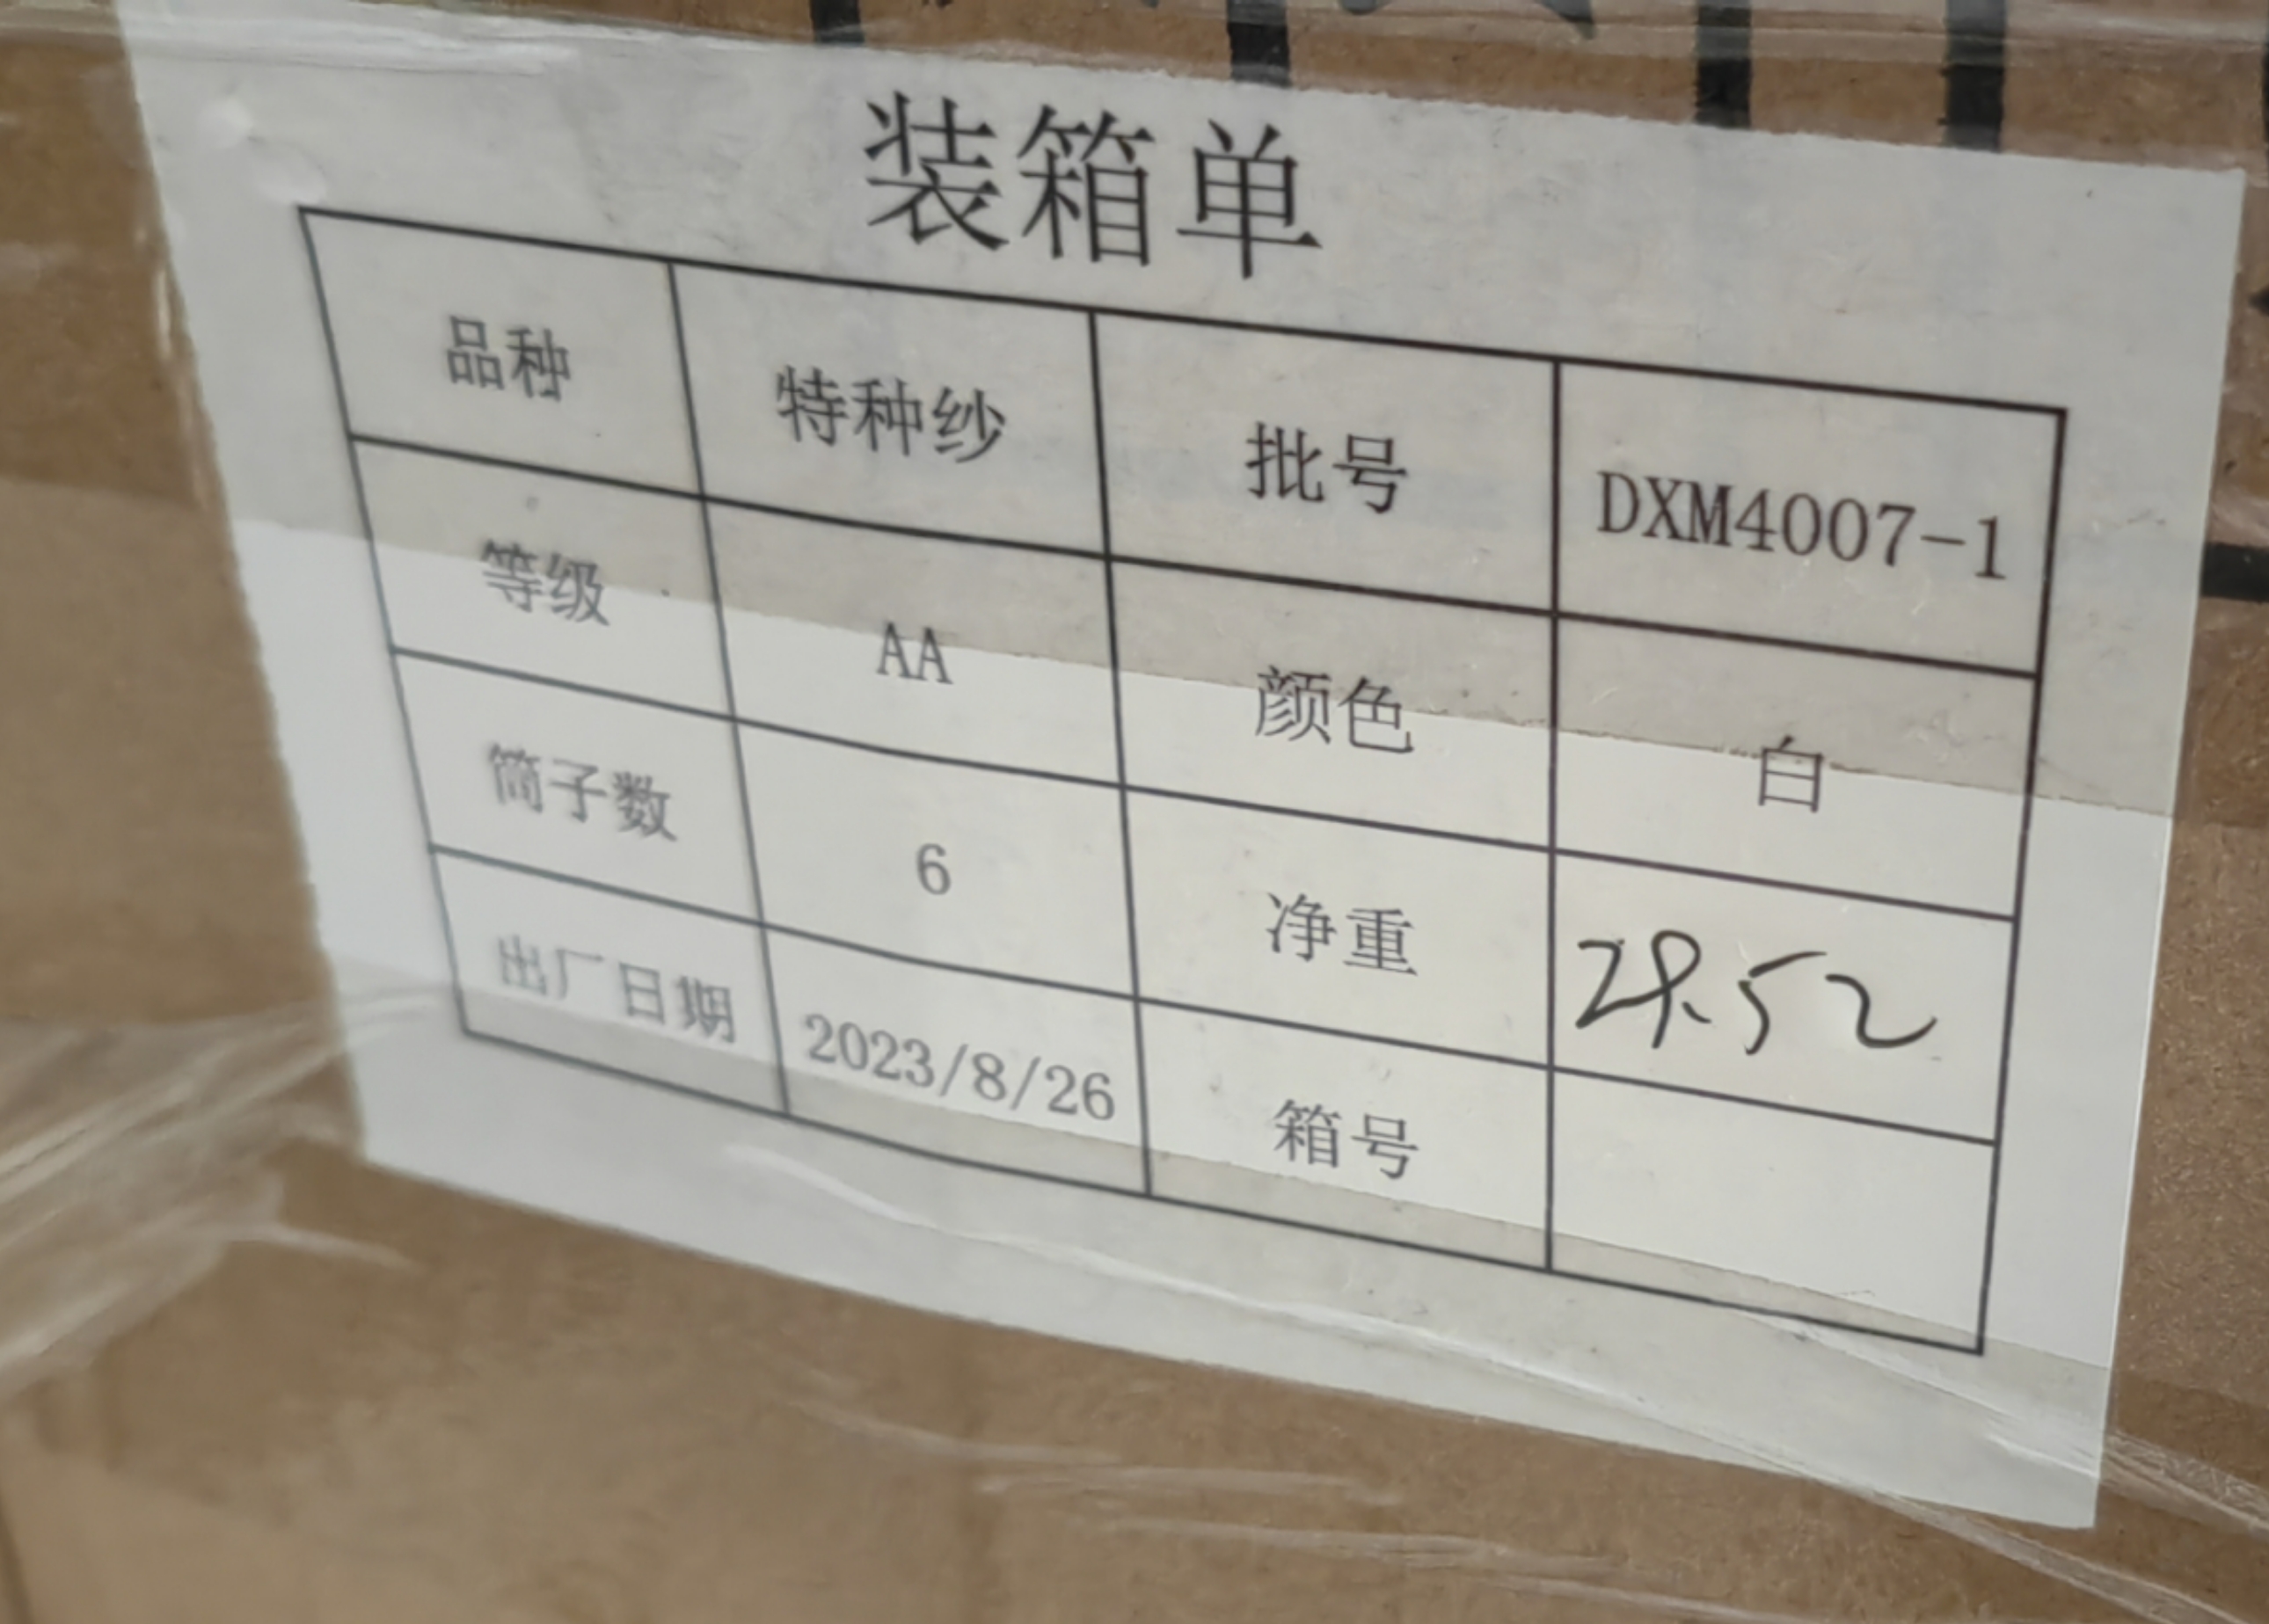 装箱单
品种 特种纱 批号 DXM4007-1
等级 AA 颜色 白
筒子数 6 净重 28.52
出厂日期 2023/8/26 箱号